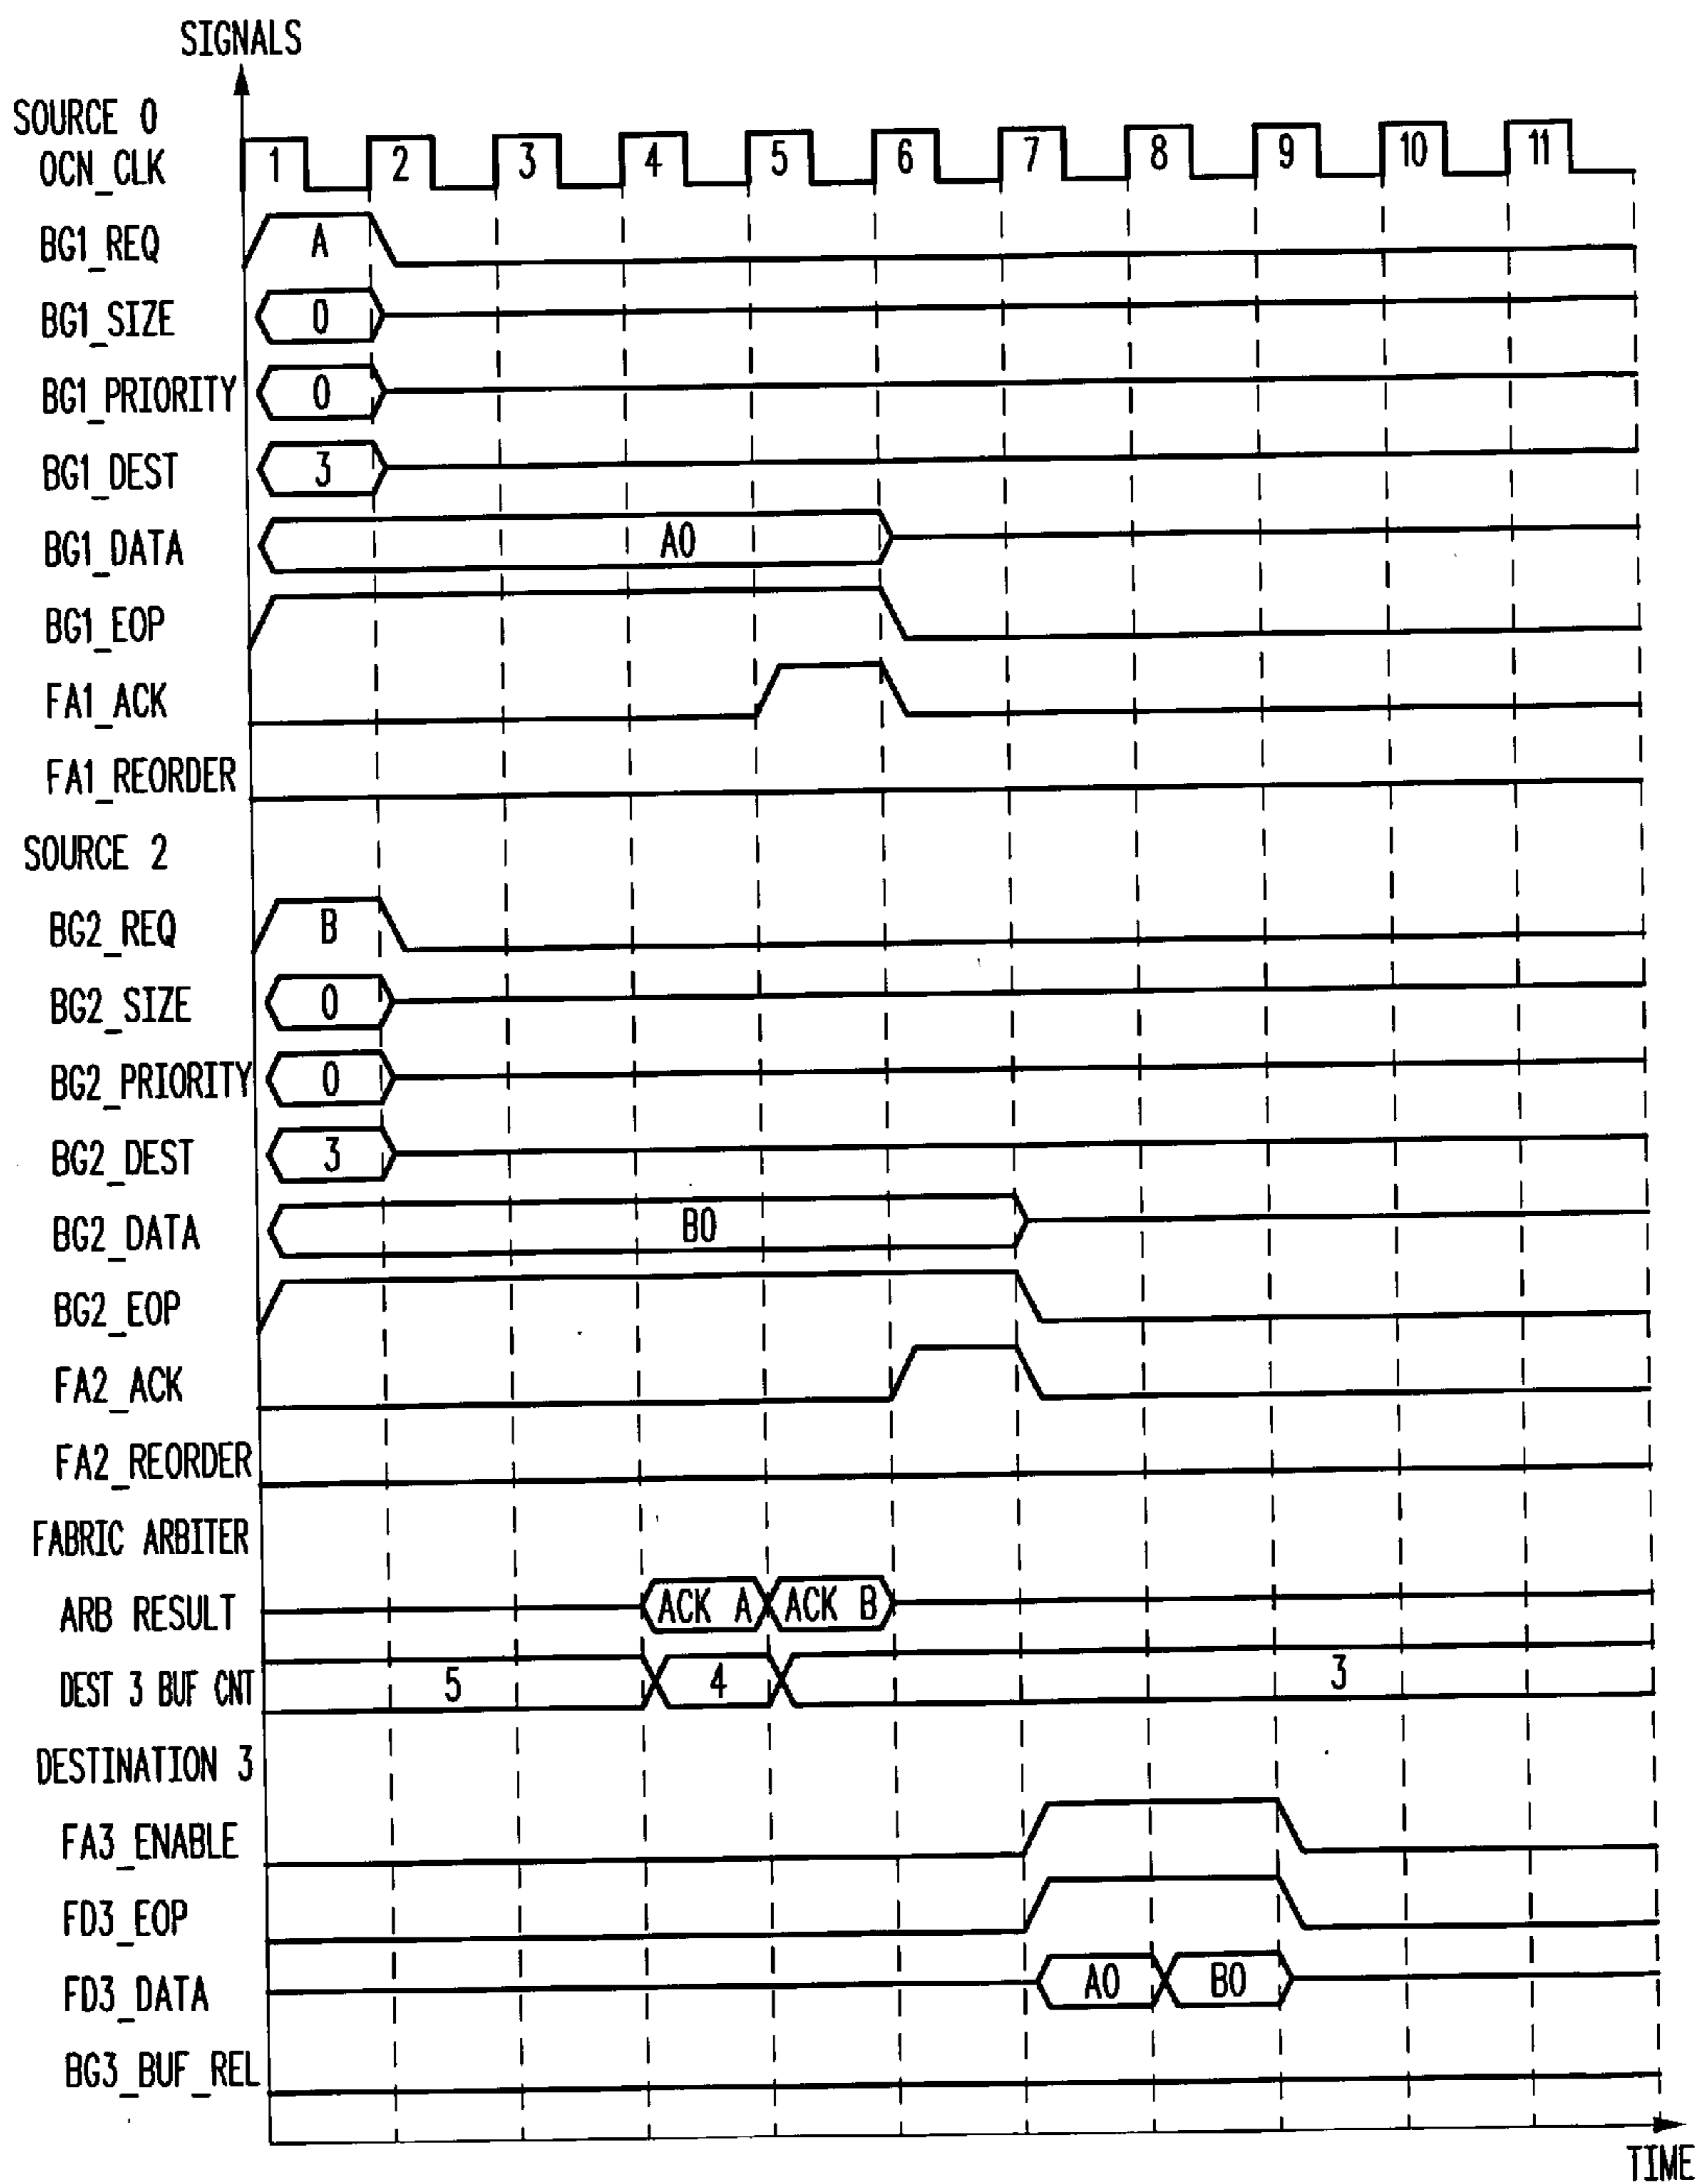 SIGNALS
SOURCE 0
OCN_CLK 1 2 3 4 5 6 7 8 9 10 11
BG1_REQ A
BG1_SIZE 0
BG1_PRIORITY 0
BG1_DEST 3
BG1_DATA A0
BG1_EOP
FA1_ACK
FA1_REORDER
SOURCE 2
BG2_REQ B
BG2_SIZE 0
BG2_PRIORITY 0
BG2_DEST 3
BG2_DATA B0
BG2_EOP
FA2_ACK
FA2_REORDER
FABRIC ARBITER
ARB RESULT ACK A ACK B
DEST 3 BUF CNT 5 4 3
DESTINATION 3
FA3_ENABLE
FD3_EOP
FD3_DATA A0 B0
BG3_BUF_REL
TIME